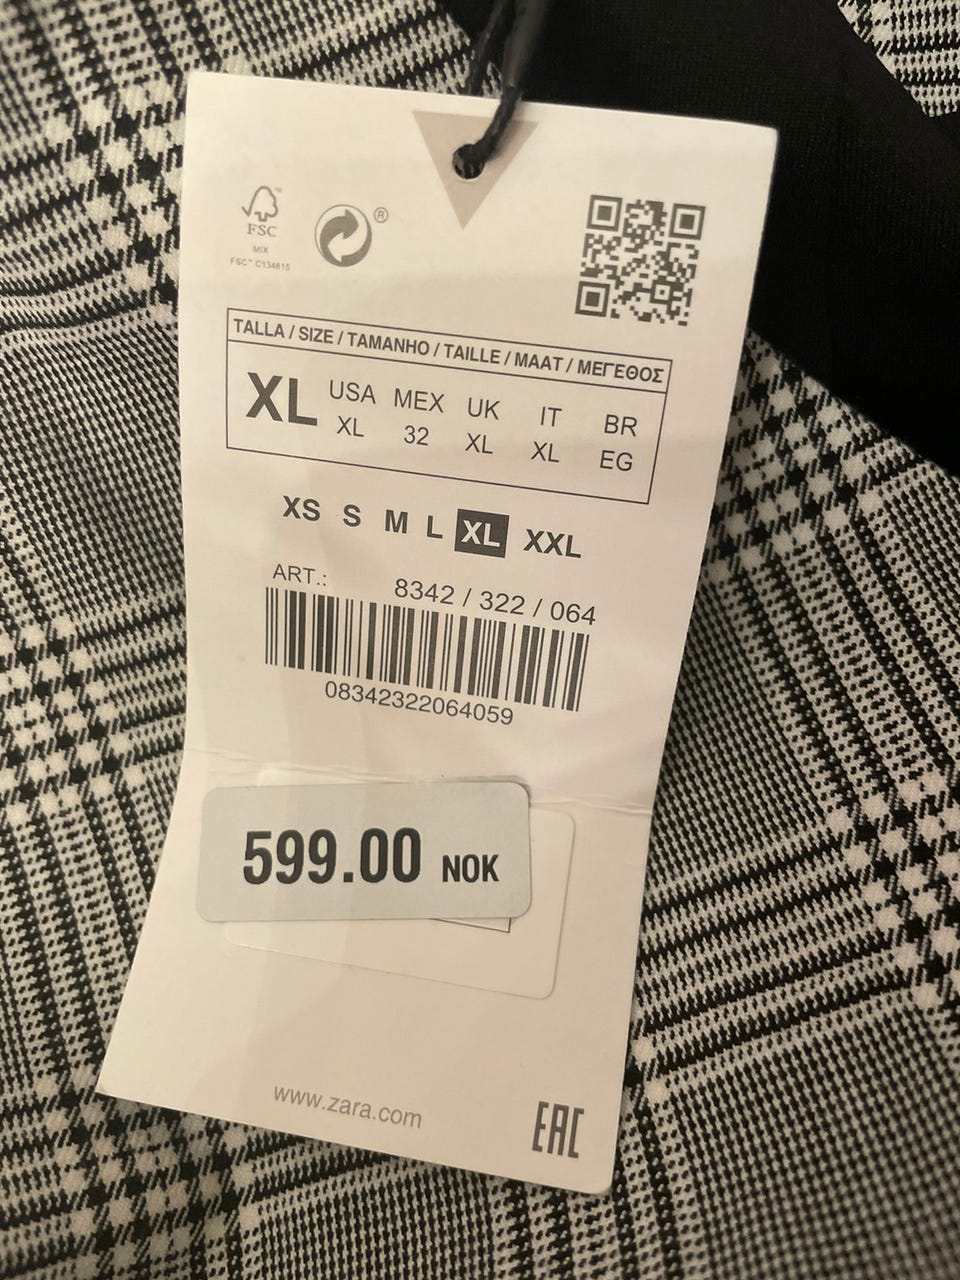 FSC
MIX
FSC™ C134615
®
TALLA / SIZE / TAMANHO / TAILLE / MAAT / ΜΕΓΕΘΟΣ
XL USA MEX UK IT BR
XL 32 XL XL EG
XS S M L XL XXL
ART.: 8342 / 322 / 064
08342322064059
599.00 NOK
www.zara.com
EAC